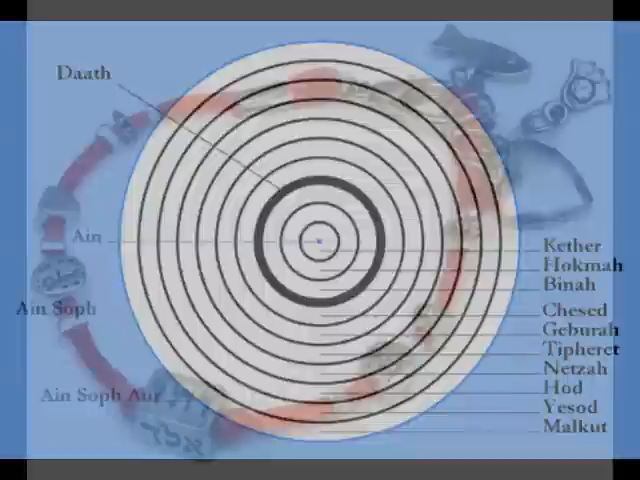 Daath
Ain
Ain Soph
Ain Soph Aur
Kether
Hokmah
Binah
Chesed
Geburah
Tipheret
Netzah
Hod
Yesod
Malkut